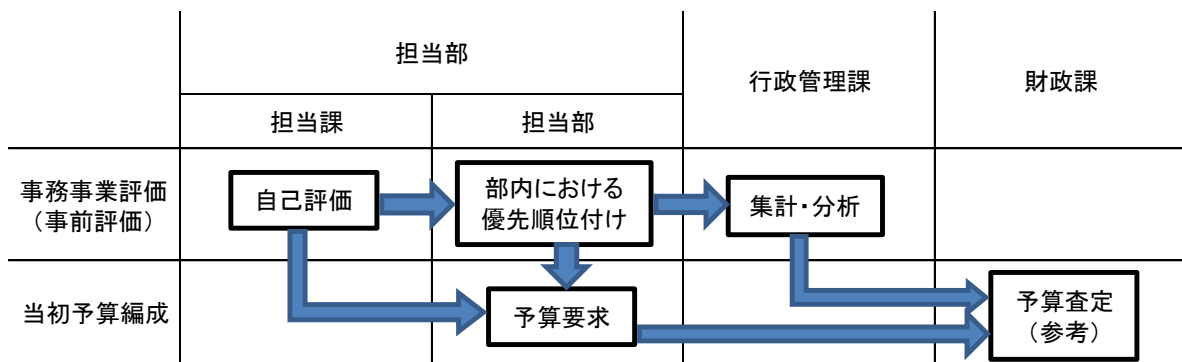 担当部
行政管理課
財政課
担当課
担当部
事務事業評価
（事前評価）
自己評価
部内における
優先順位付け
集計・分析
当初予算編成
予算要求
予算査定
（参考）